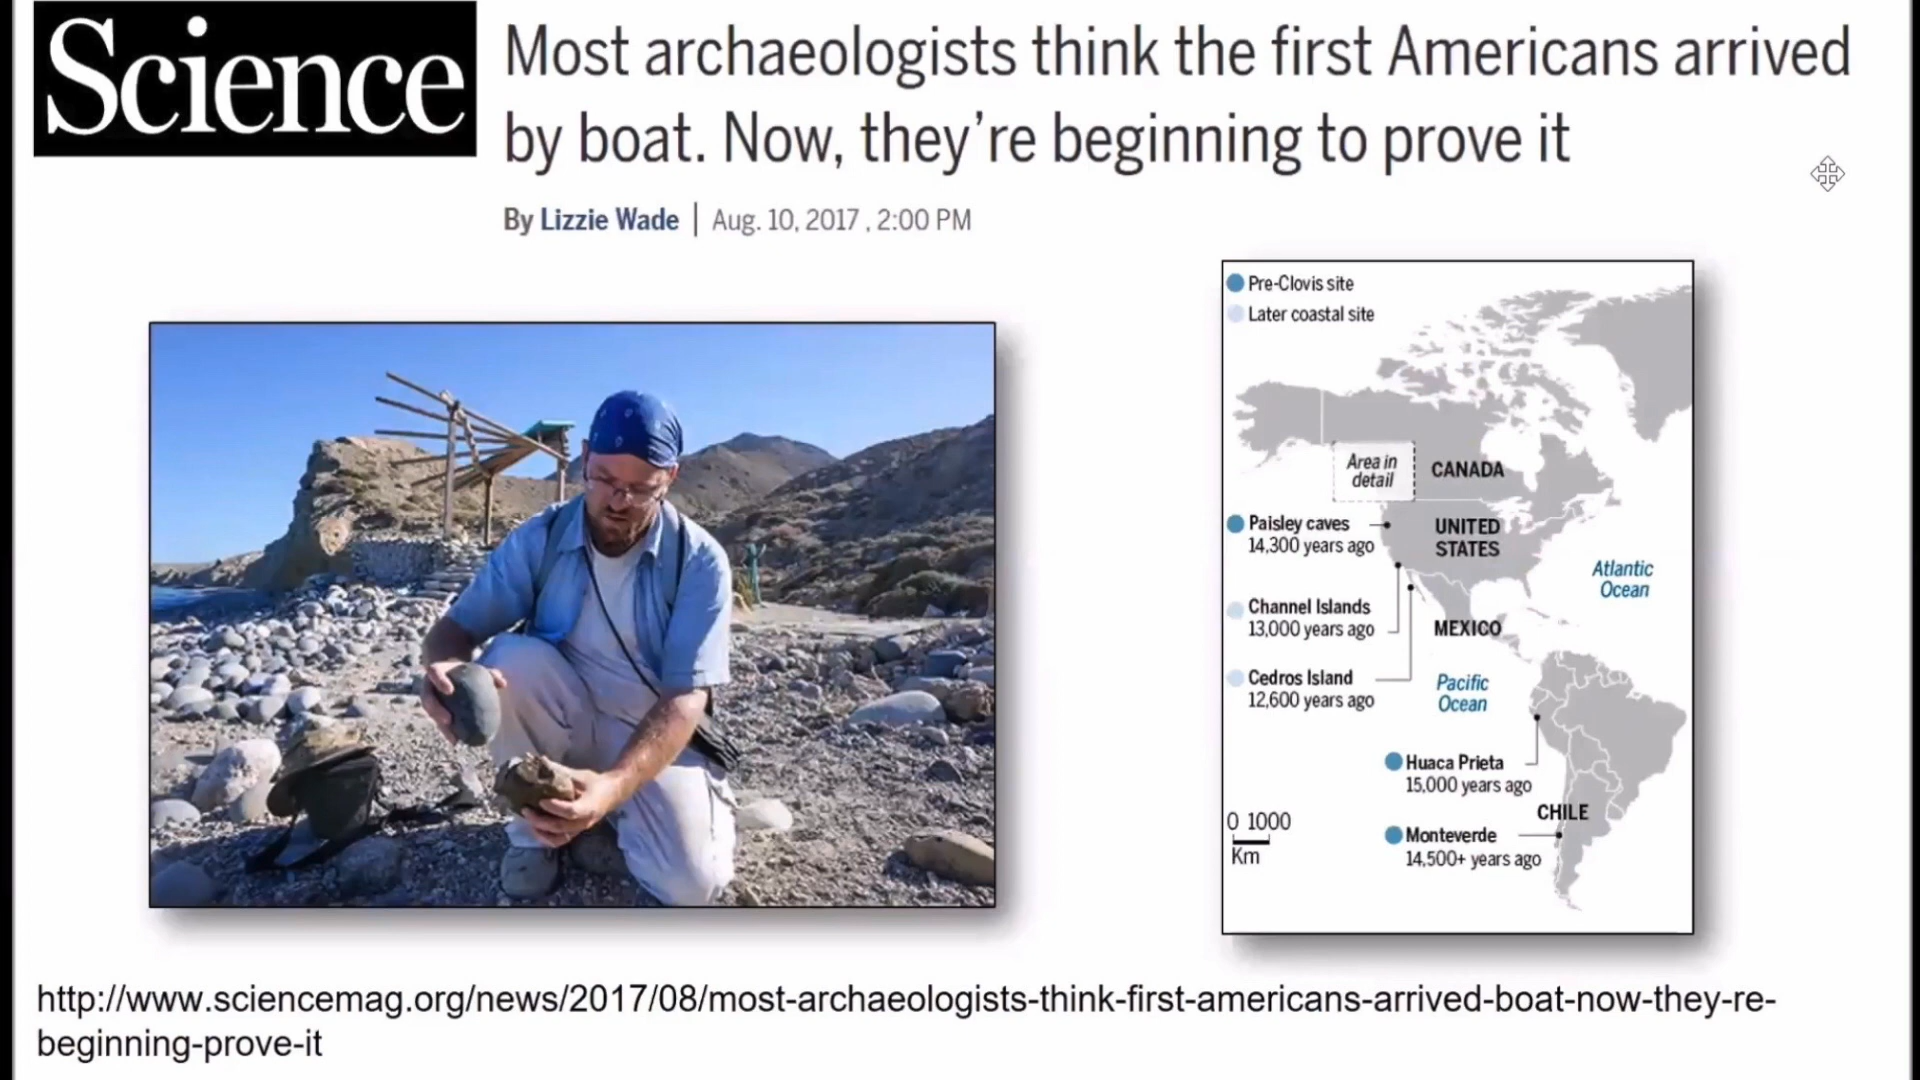 Science
Most archaeologists think the first Americans arrived
by boat. Now, they're beginning to prove it
By Lizzie Wade | Aug. 10, 2017 , 2:00 PM
Pre-Clovis site
Later coastal site
Area in
detail
CANADA
Paisley caves
14,300 years ago
UNITED
STATES
Atlantic
Ocean
Channel Islands
13,000 years ago
MEXICO
Cedros Island
12,600 years ago
Pacific
Ocean
Huaca Prieta
15,000 years ago
CHILE
Monteverde
14,500+ years ago
0 1000
Km
http://www.sciencemag.org/news/2017/08/most-archaeologists-think-first-americans-arrived-boat-now-they-re-
beginning-prove-it